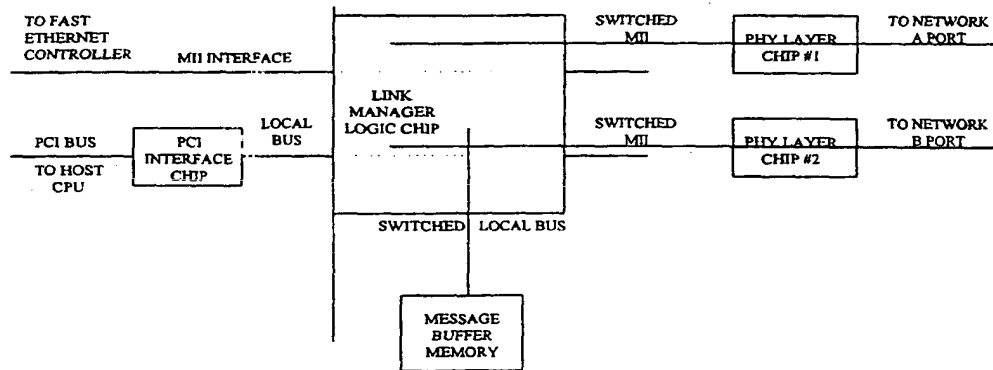 TO FAST
ETHERNET
CONTROLLER
MII INTERFACE
SWITCHED
MII
PHY LAYER
CHIP #1
TO NETWORK
A PORT
LINK
MANAGER
LOGIC CHIP
PCI BUS
TO HOST
CPU
PCI
INTERFACE
CHIP
LOCAL
BUS
SWITCHED
MII
PHY LAYER
CHIP #2
TO NETWORK
B PORT
SWITCHED LOCAL BUS
MESSAGE
BUFFER
MEMORY